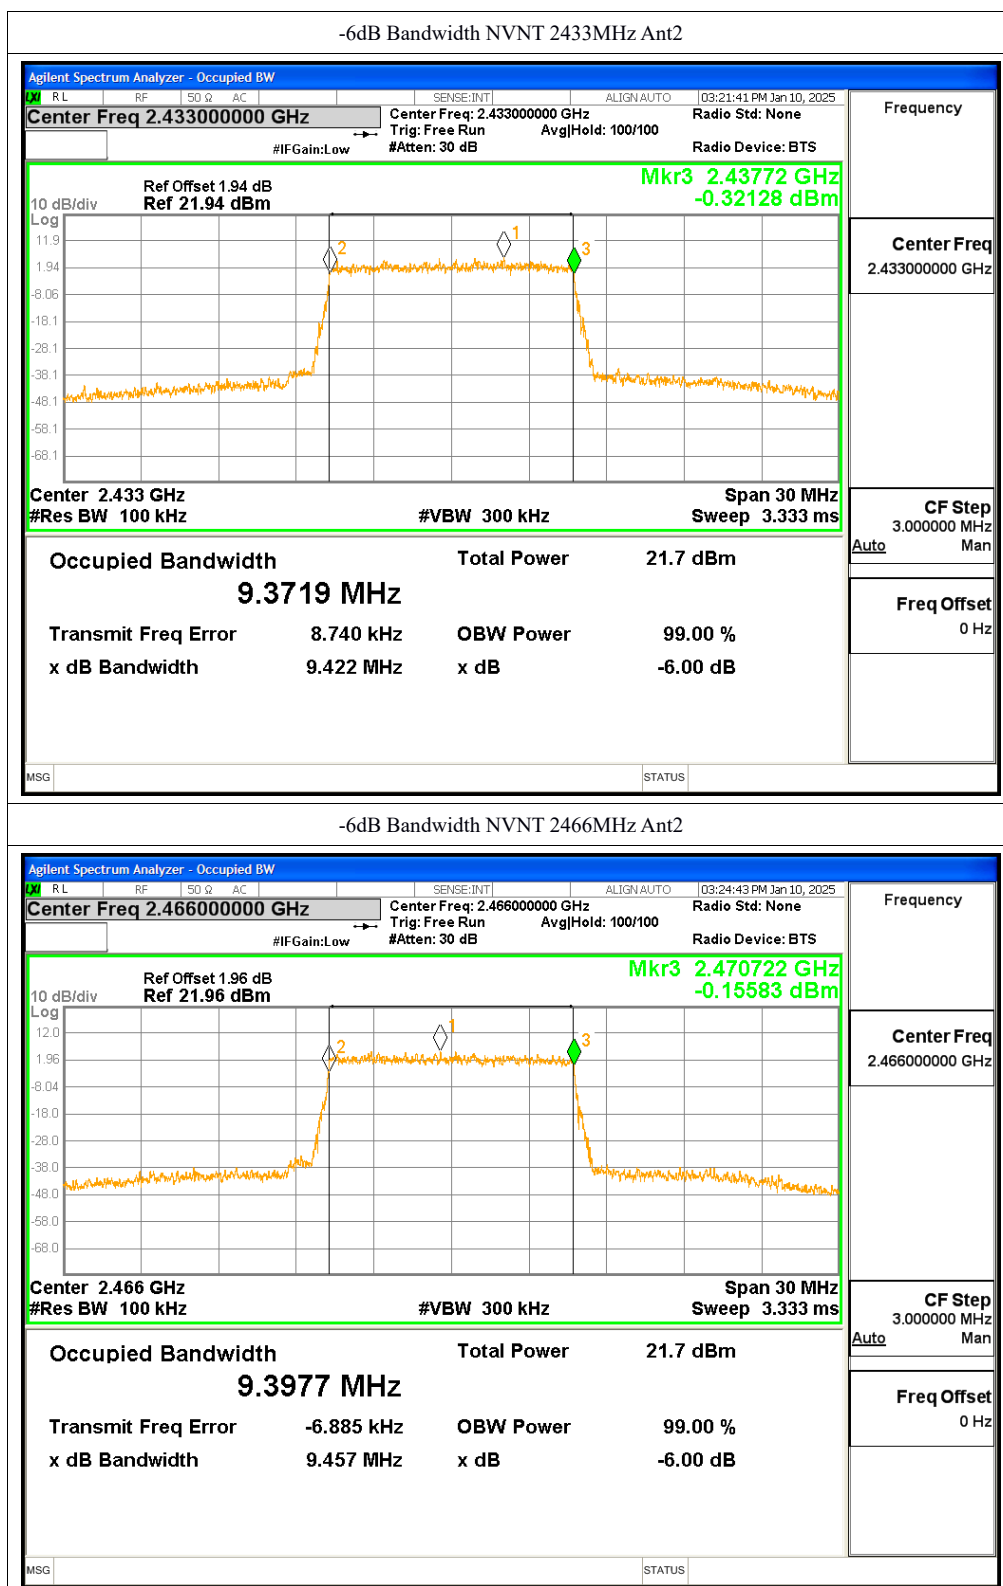 -6dB Bandwidth NVNT 2433MHz Ant2
Agilent Spectrum Analyzer - Occupied BW
LXI RL RF 50 Ω AC SENSE:INT ALIGN AUTO 03:21:41 PM Jan 10, 2025
Center Freq 2.433000000 GHz
Center Freq: 2.433000000 GHz Radio Std: None
Trig: Free Run Avg|Hold: 100/100
#IFGain:Low #Atten: 30 dB Radio Device: BTS
Frequency
Mkr3 2.43772 GHz
-0.32128 dBm
Ref Offset 1.94 dB
10 dB/div Ref 21.94 dBm
Log
11.9
1.94
-8.06
-18.1
-28.1
-38.1
-48.1
-58.1
-68.1
2
1
3
Center Freq
2.433000000 GHz
Center 2.433 GHz Span 30 MHz
#Res BW 100 kHz #VBW 300 kHz Sweep 3.333 ms
CF Step
3.000000 MHz
Auto Man
Occupied Bandwidth Total Power 21.7 dBm
9.3719 MHz
Freq Offset
0 Hz
Transmit Freq Error 8.740 kHz OBW Power 99.00 %
x dB Bandwidth 9.422 MHz x dB -6.00 dB
MSG STATUS
-6dB Bandwidth NVNT 2466MHz Ant2
Agilent Spectrum Analyzer - Occupied BW
LXI RL RF 50 Ω AC SENSE:INT ALIGN AUTO 03:24:43 PM Jan 10, 2025
Center Freq 2.466000000 GHz
Center Freq: 2.466000000 GHz Radio Std: None
Trig: Free Run Avg|Hold: 100/100
#IFGain:Low #Atten: 30 dB Radio Device: BTS
Frequency
Mkr3 2.470722 GHz
-0.15583 dBm
Ref Offset 1.96 dB
10 dB/div Ref 21.96 dBm
Log
12.0
1.96
-8.04
-18.0
-28.0
-38.0
-48.0
-58.0
-68.0
2
1
3
Center Freq
2.466000000 GHz
Center 2.466 GHz Span 30 MHz
#Res BW 100 kHz #VBW 300 kHz Sweep 3.333 ms
CF Step
3.000000 MHz
Auto Man
Occupied Bandwidth Total Power 21.7 dBm
9.3977 MHz
Freq Offset
0 Hz
Transmit Freq Error -6.885 kHz OBW Power 99.00 %
x dB Bandwidth 9.457 MHz x dB -6.00 dB
MSG STATUS